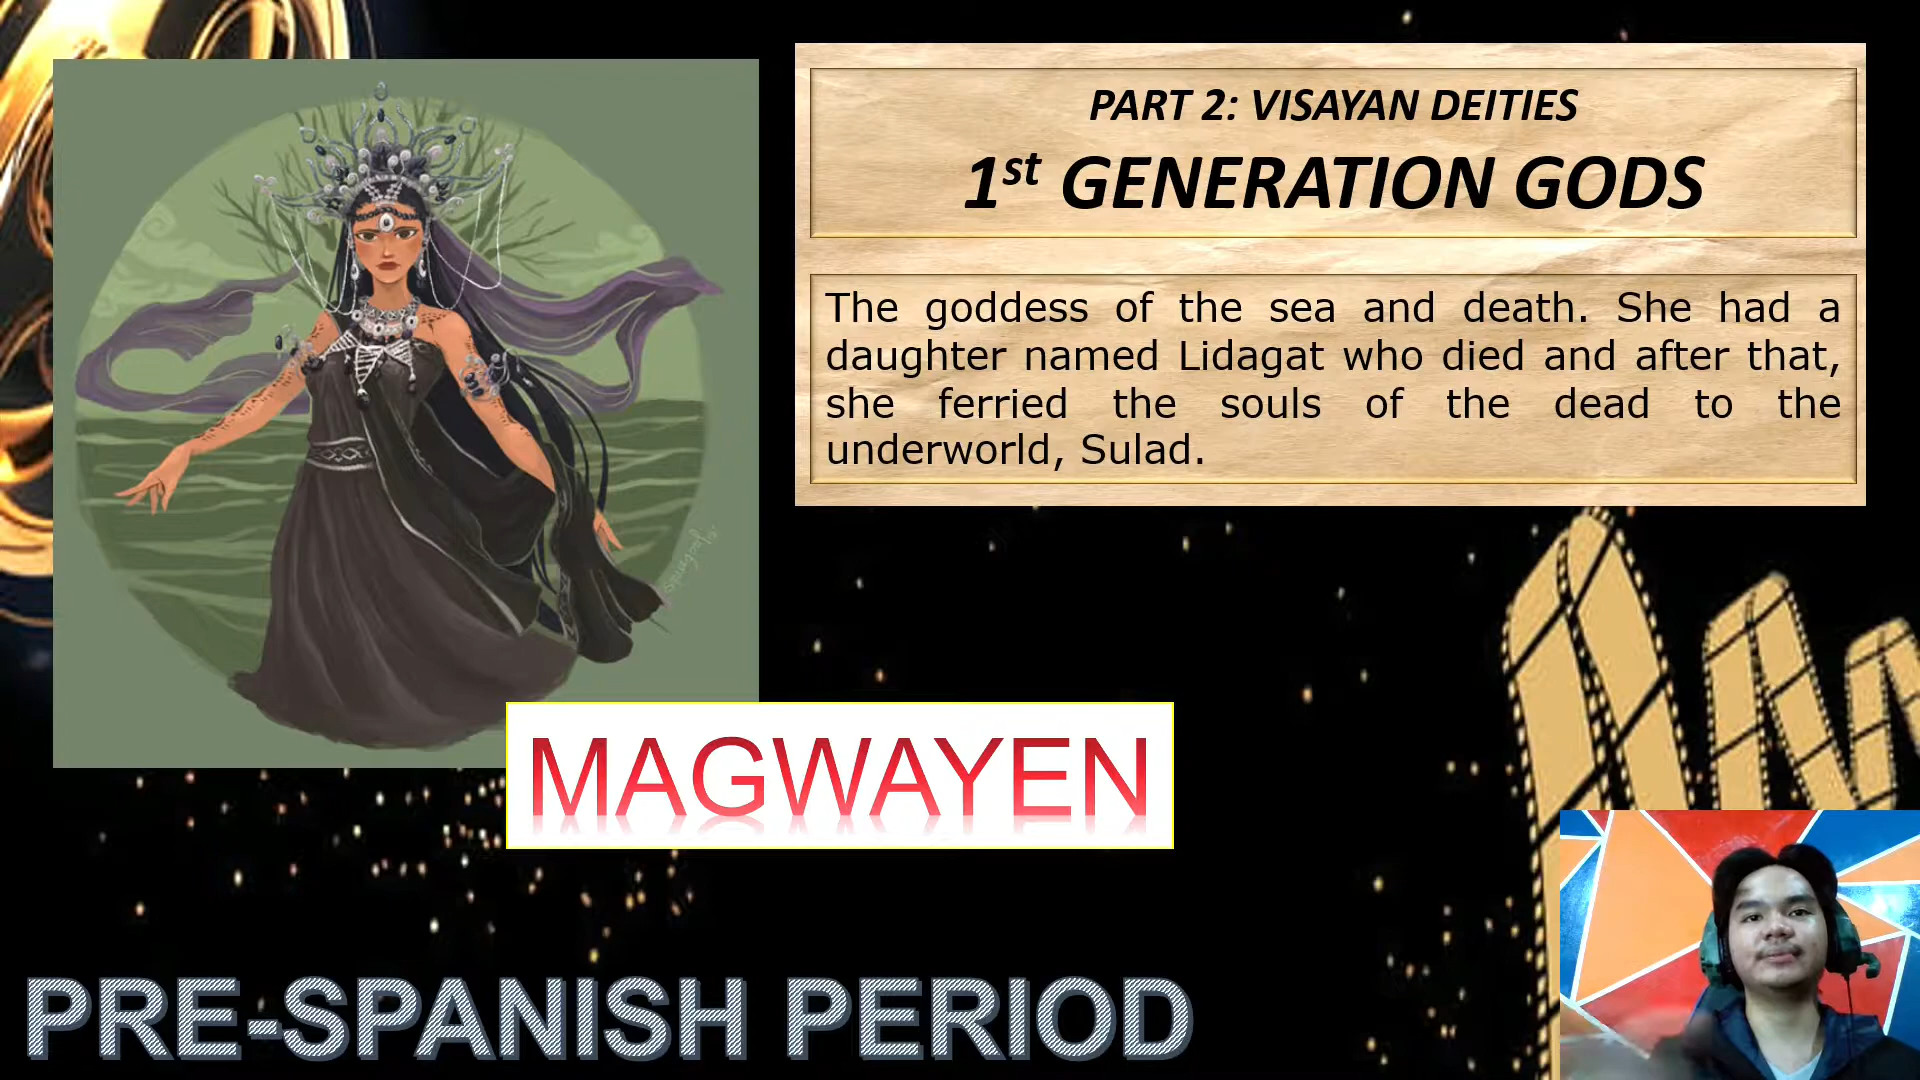 PART 2: VISAYAN DEITIES
1st GENERATION GODS
The goddess of the sea and death. She had a
daughter named Lidagat who died and after that,
she ferried the souls of the dead to the
underworld, Sulad.
MAGWAYEN
PRE-SPANISH PERIOD